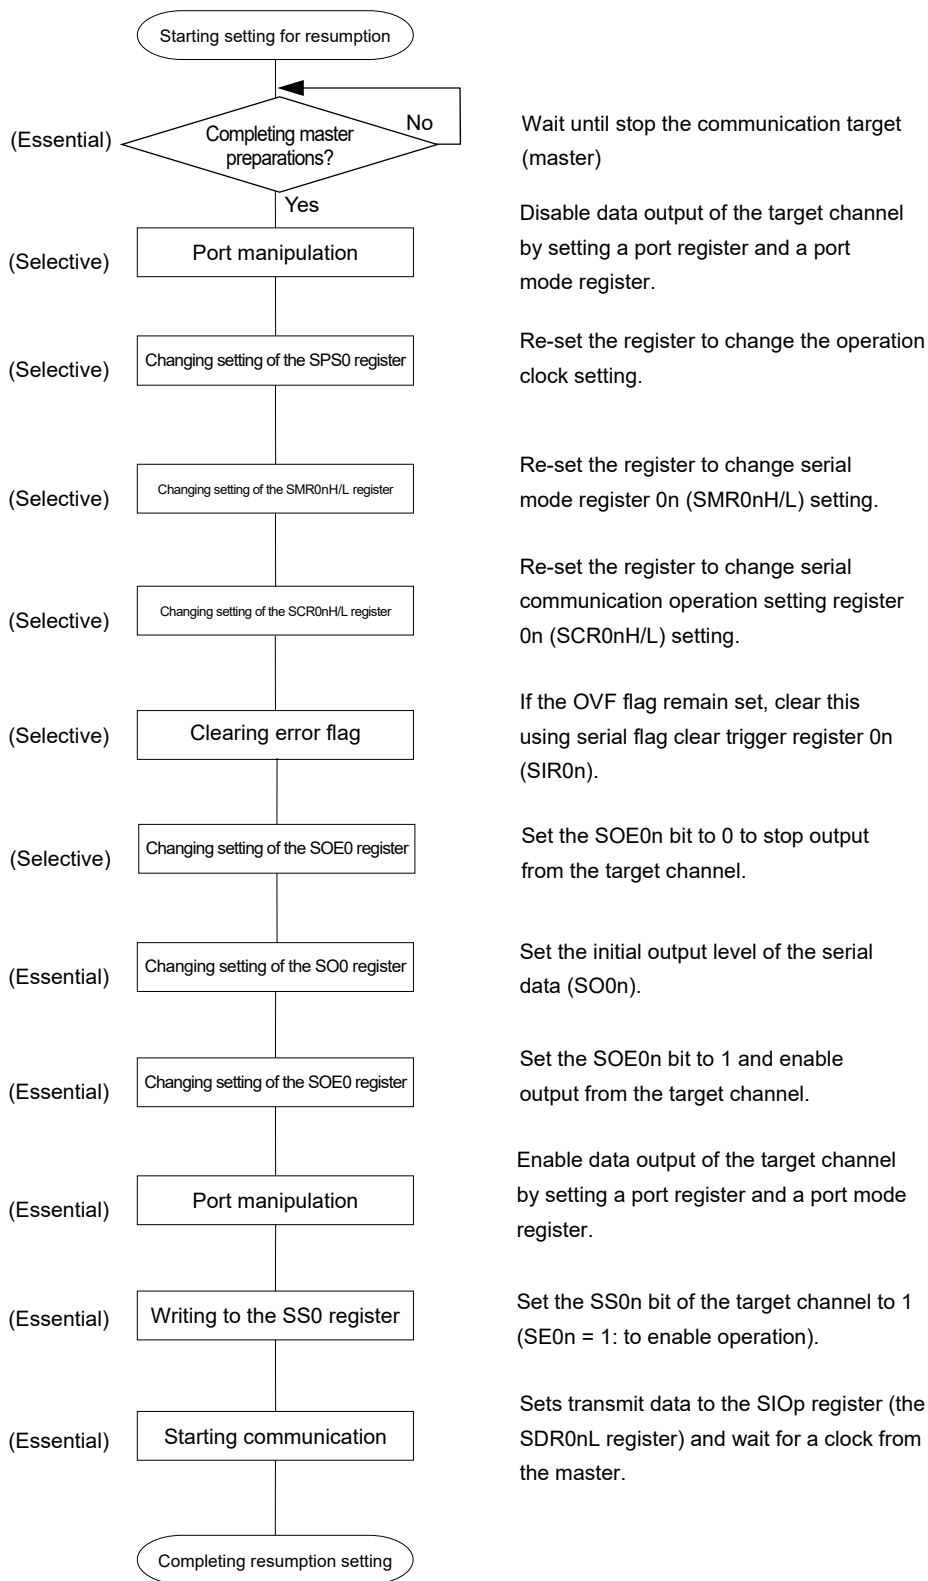 Starting setting for resumption
(Essential)
Completing master
preparations?
No
Wait until stop the communication target
(master)
Yes
(Selective)
Port manipulation
Disable data output of the target channel
by setting a port register and a port
mode register.
(Selective)
Changing setting of the SPS0 register
Re-set the register to change the operation
clock setting.
(Selective)
Changing setting of the SMR0nH/L register
Re-set the register to change serial
mode register 0n (SMR0nH/L) setting.
(Selective)
Changing setting of the SCR0nH/L register
Re-set the register to change serial
communication operation setting register
0n (SCR0nH/L) setting.
(Selective)
Clearing error flag
If the OVF flag remain set, clear this
using serial flag clear trigger register 0n
(SIR0n).
(Selective)
Changing setting of the SOE0 register
Set the SOE0n bit to 0 to stop output
from the target channel.
(Essential)
Changing setting of the SO0 register
Set the initial output level of the serial
data (SO0n).
(Essential)
Changing setting of the SOE0 register
Set the SOE0n bit to 1 and enable
output from the target channel.
(Essential)
Port manipulation
Enable data output of the target channel
by setting a port register and a port mode
register.
(Essential)
Writing to the SS0 register
Set the SS0n bit of the target channel to 1
(SE0n = 1: to enable operation).
(Essential)
Starting communication
Sets transmit data to the SIOp register (the
SDR0nL register) and wait for a clock from
the master.
Completing resumption setting